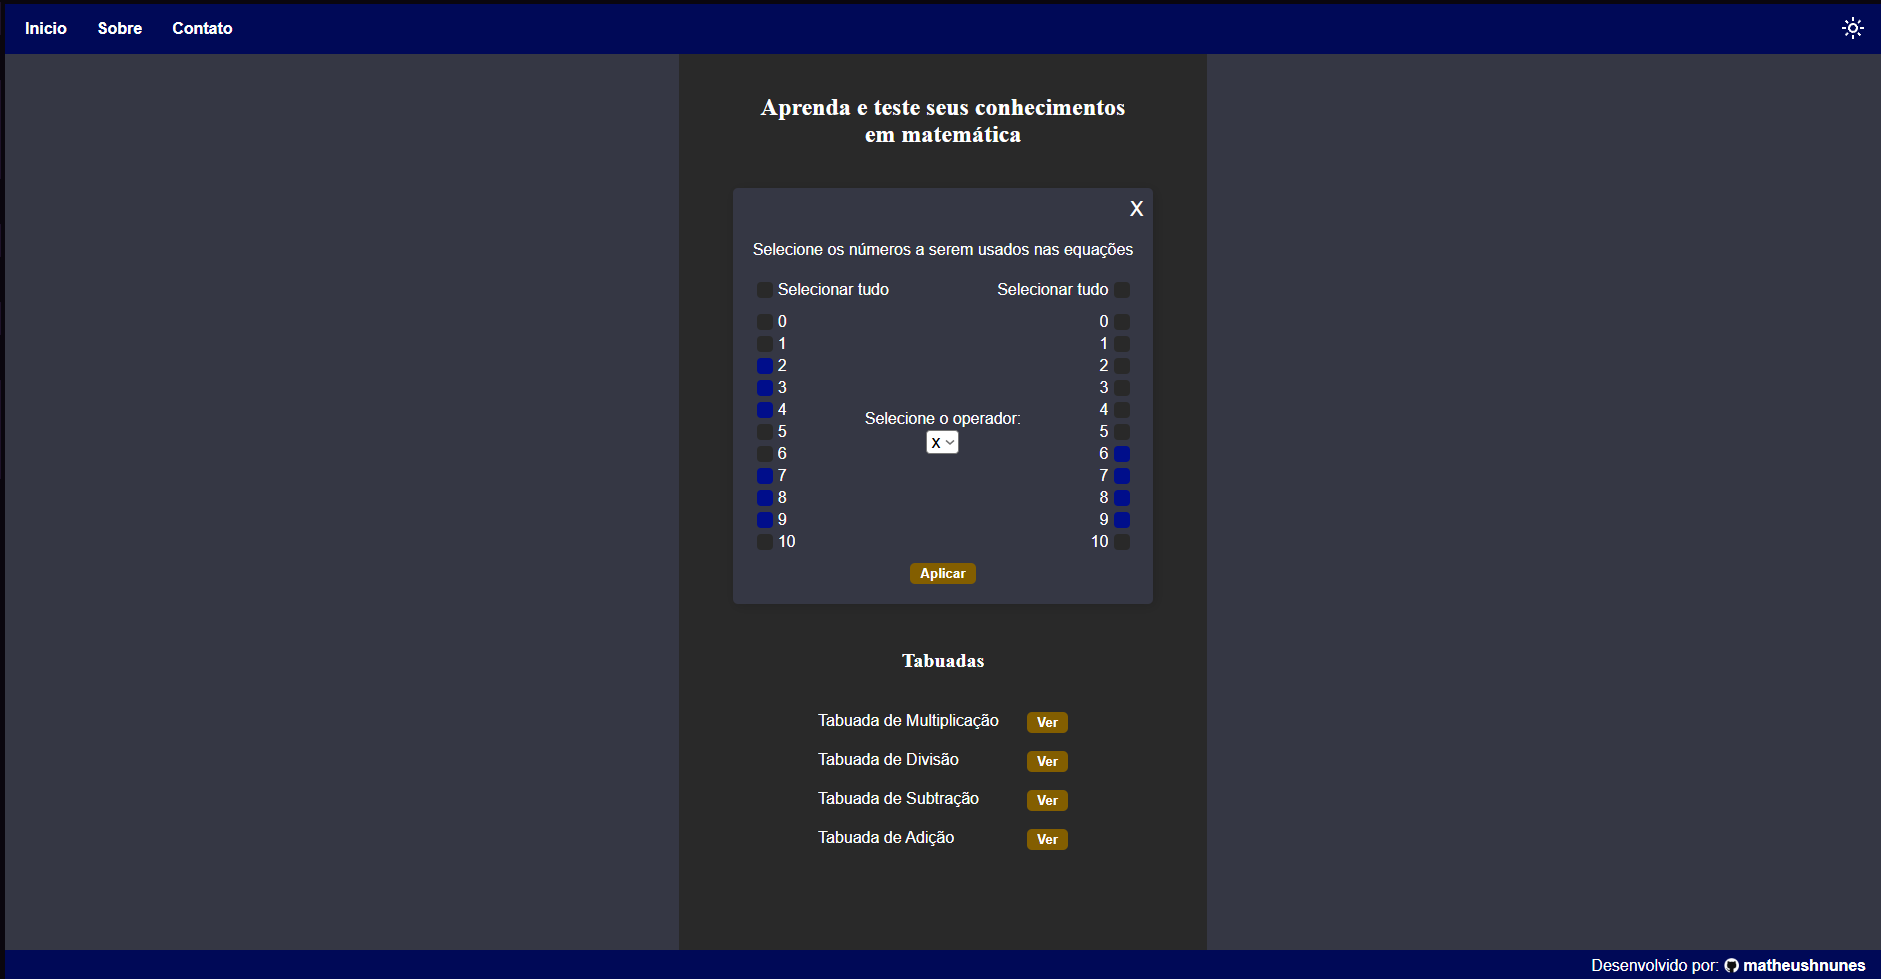 Inicio Sobre Contato
Aprenda e teste seus conhecimentos
em matemática
X
Selecione os números a serem usados nas equações
Selecionar tudo Selecionar tudo
0 0
1 1
2 2
3 3
4 4
Selecione o operador:
5 5
X
6 6
7 7
8 8
9 9
10 10
Aplicar
Tabuadas
Tabuada de Multiplicação Ver
Tabuada de Divisão Ver
Tabuada de Subtração Ver
Tabuada de Adição Ver
Desenvolvido por: matheushnunes